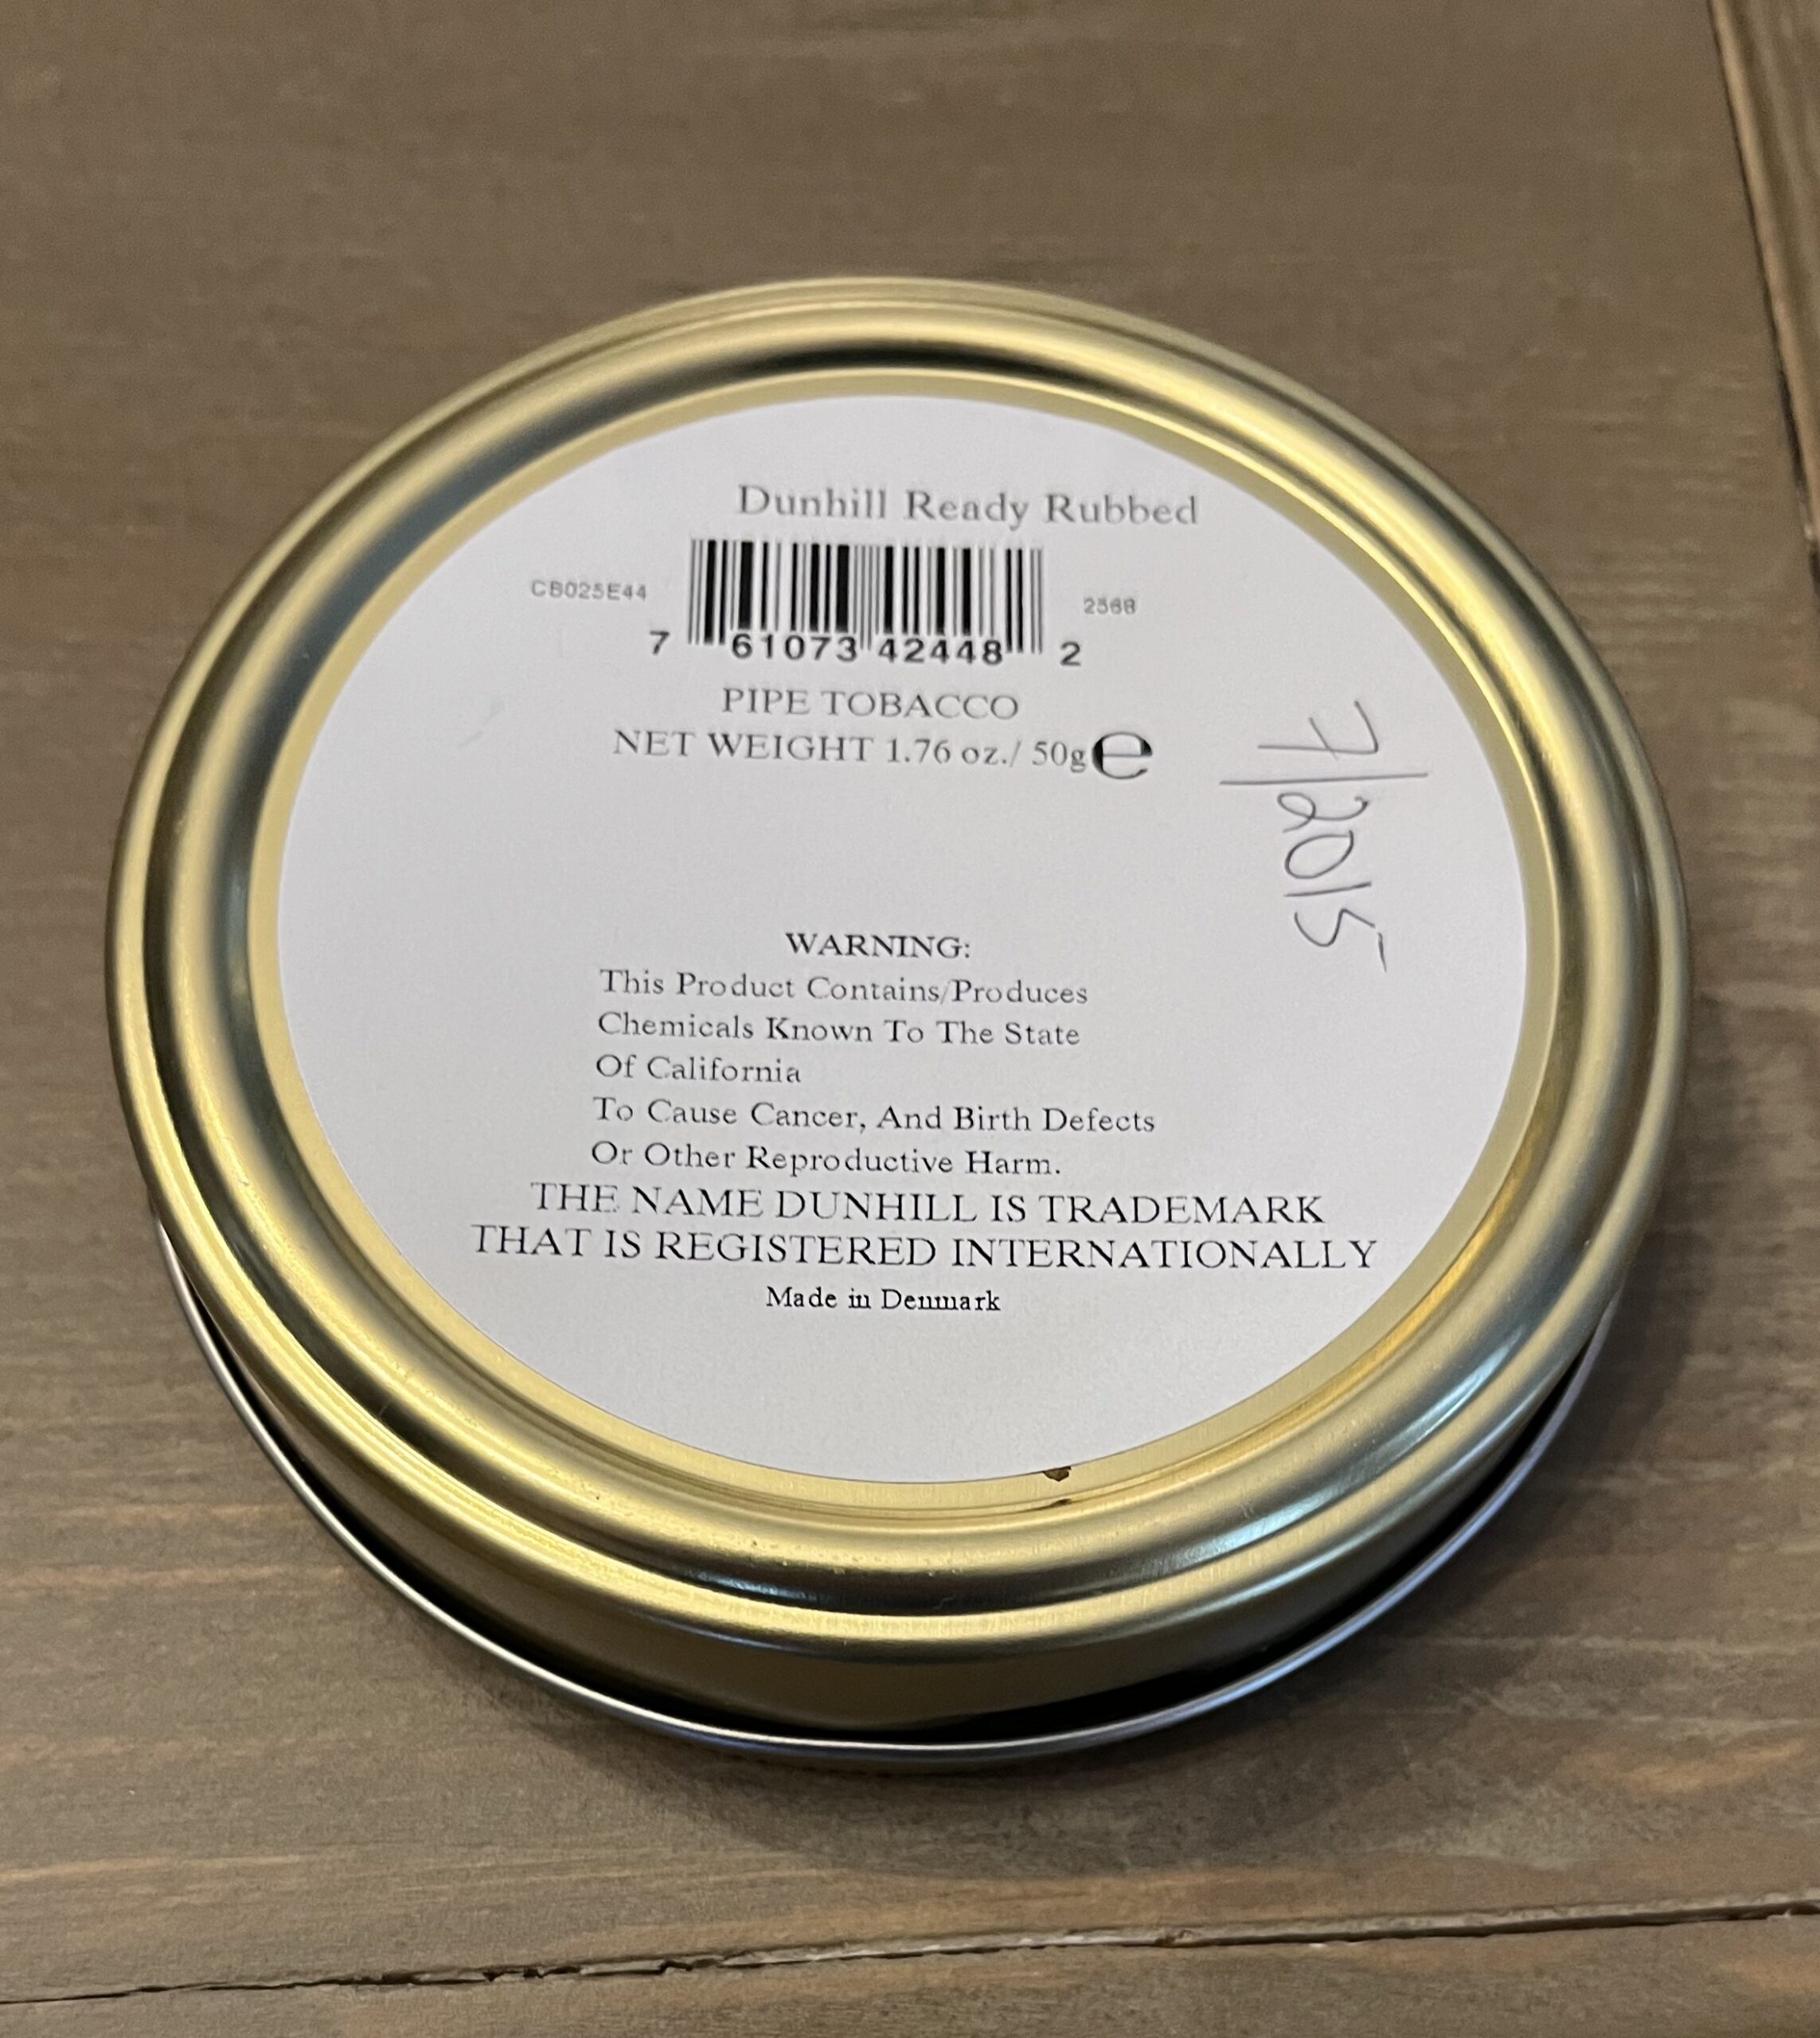 Dunhill Ready Rubbed
CB025E44
2568
7 61073 42448 2
PIPE TOBACCO
NET WEIGHT 1.76 oz./ 50g e
7/2015
WARNING:
This Product Contains/Produces
Chemicals Known To The State
Of California
To Cause Cancer, And Birth Defects
Or Other Reproductive Harm.
THE NAME DUNHILL IS TRADEMARK
THAT IS REGISTERED INTERNATIONALLY
Made in Denmark